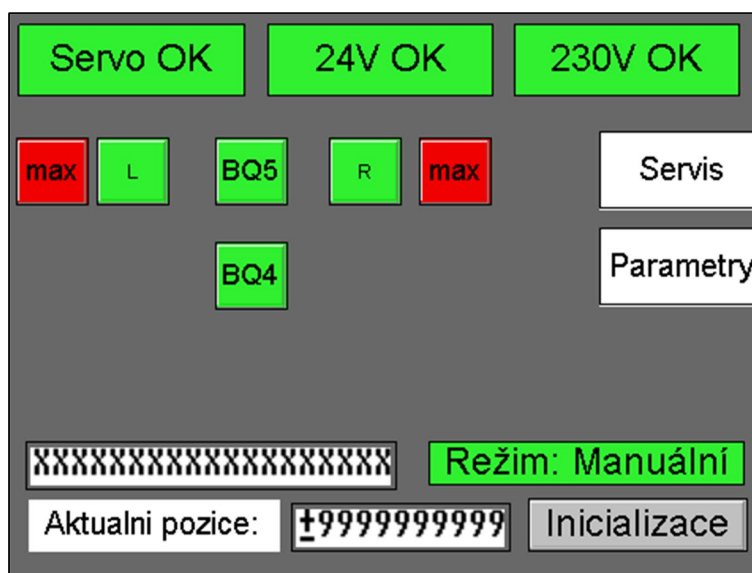 Servo OK 24V OK 230V OK
max L BQ5 R max Servis
BQ4 Parametry
XXXXXXXXXXXXXXXXXXX Režim: Manuální
Aktualni pozice: ±9999999999 Inicializace